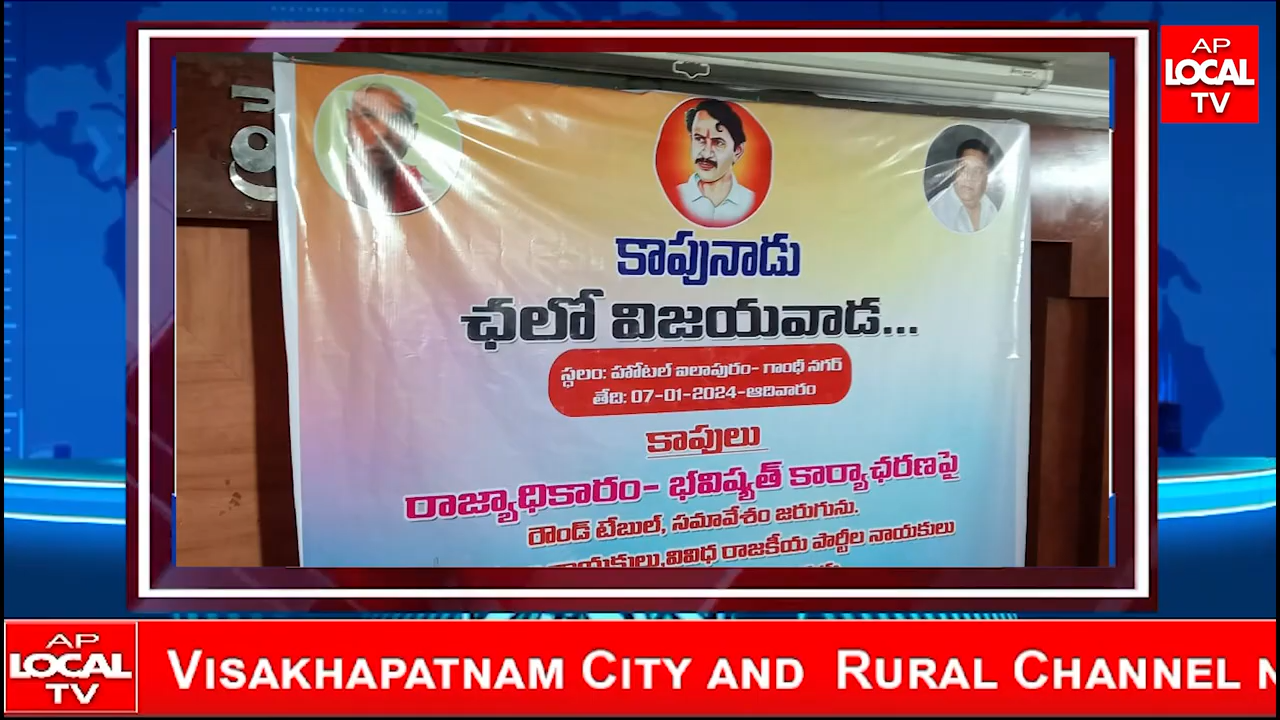 AP
LOCAL
TV
కాపునాడు
ఛలో విజయవాడ...
స్థలం: హోటల్ ఐలాపురం- గాంధీ నగర్
తేది: 07-01-2024-ఆదివారం
కాపులు
రాజ్యాధికారం- భవిష్యత్ కార్యాచరణపై
రౌండ్ టేబుల్, సమావేశం జరుగును.
వివిధ రాజకీయ పార్టీల నాయకులు
AP
LOCAL
TV
VISAKHAPATNAM CITY AND RURAL CHANNEL